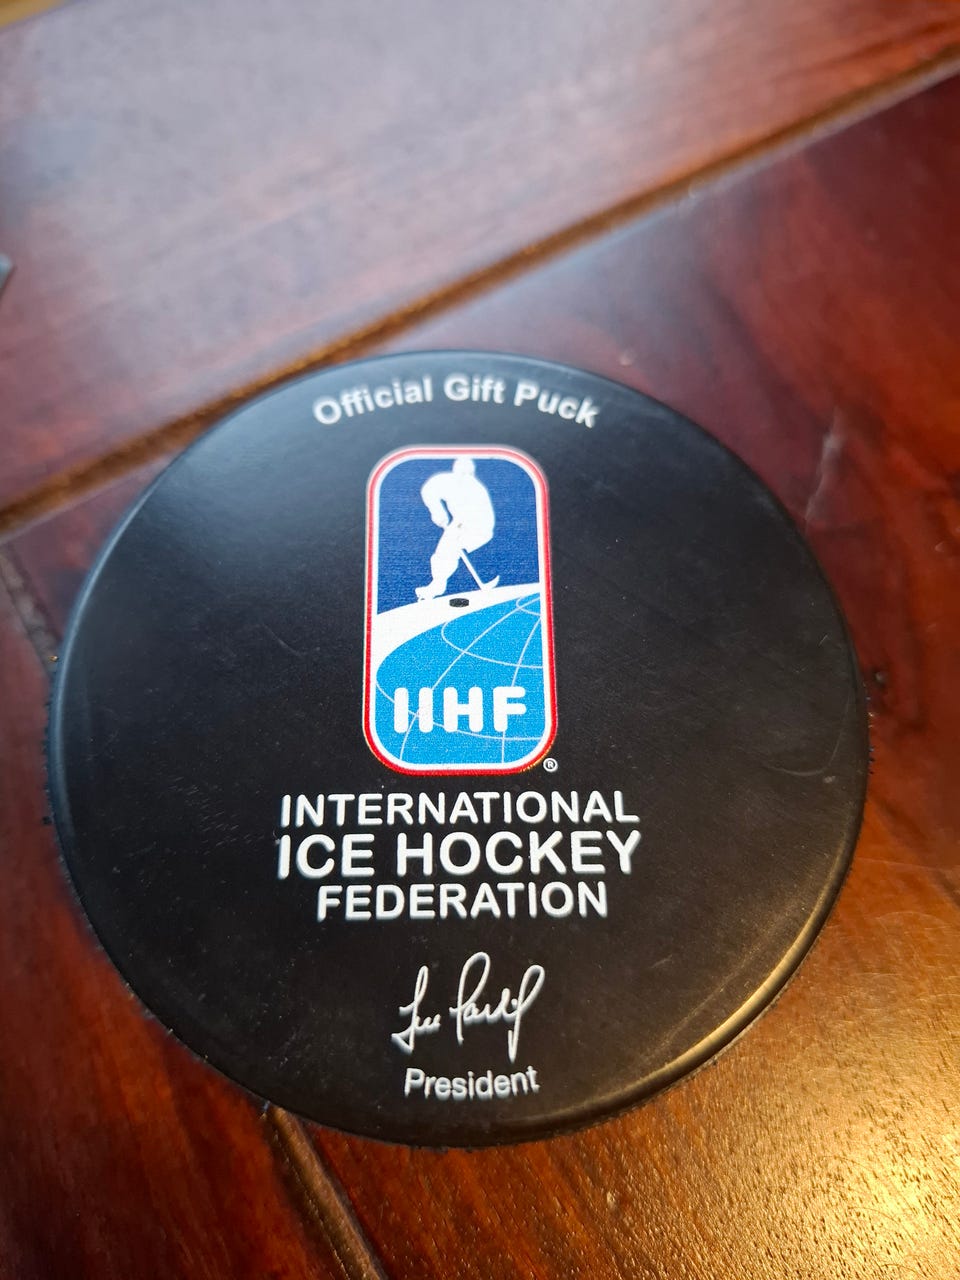 Official Gift Puck
IIHF
®
INTERNATIONAL
ICE HOCKEY
FEDERATION
President